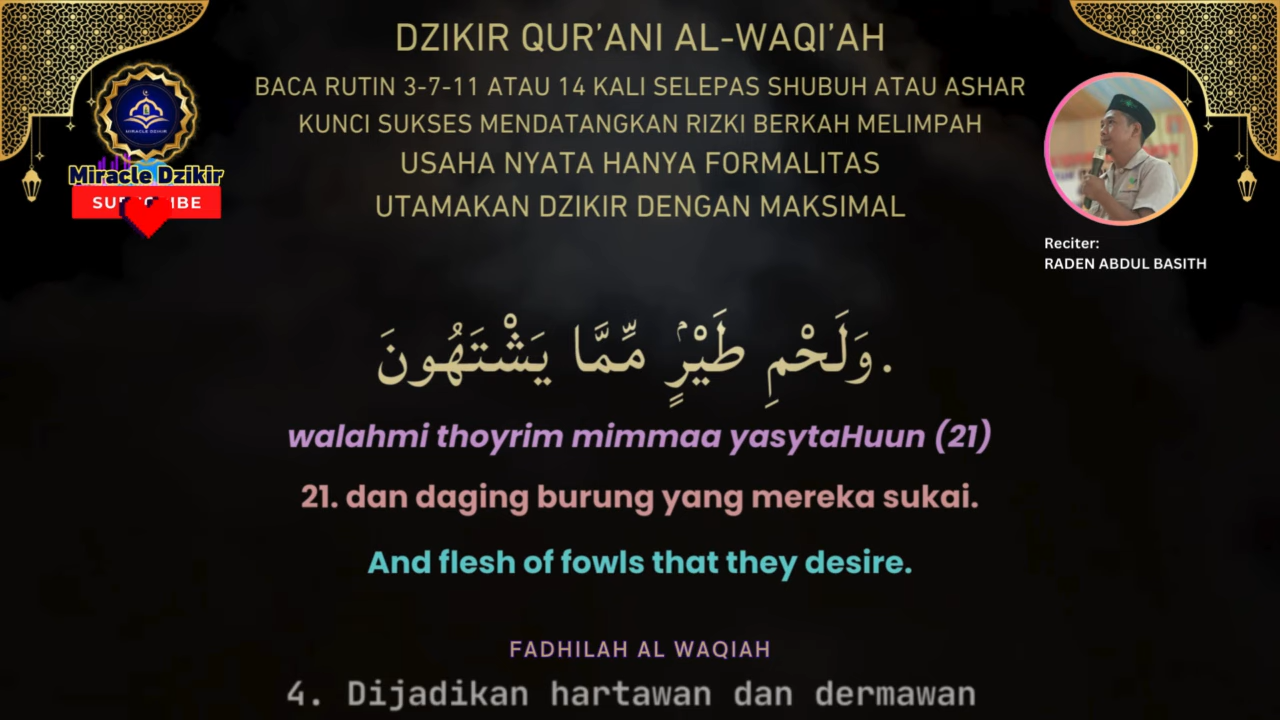 DZIKIR QUR'ANI AL-WAQI'AH
BACA RUTIN 3-7-11 ATAU 14 KALI SELEPAS SHUBUH ATAU ASHAR
KUNCI SUKSES MENDATANGKAN RIZKI BERKAH MELIMPAH
USAHA NYATA HANYA FORMALITAS
UTAMAKAN DZIKIR DENGAN MAKSIMAL
MIRACLE DZIKIR
Miracle Dzikir
Reciter:
RADEN ABDUL BASITH
وَلَحْمِ طَيْرٍۢ مِّمَّا يَشْتَهُونَ.
walahmi thoyrim mimmaa yasytaHuun (21)
21. dan daging burung yang mereka sukai.
And flesh of fowls that they desire.
FADHILAH AL WAQIAH
4. Dijadikan hartawan dan dermawan